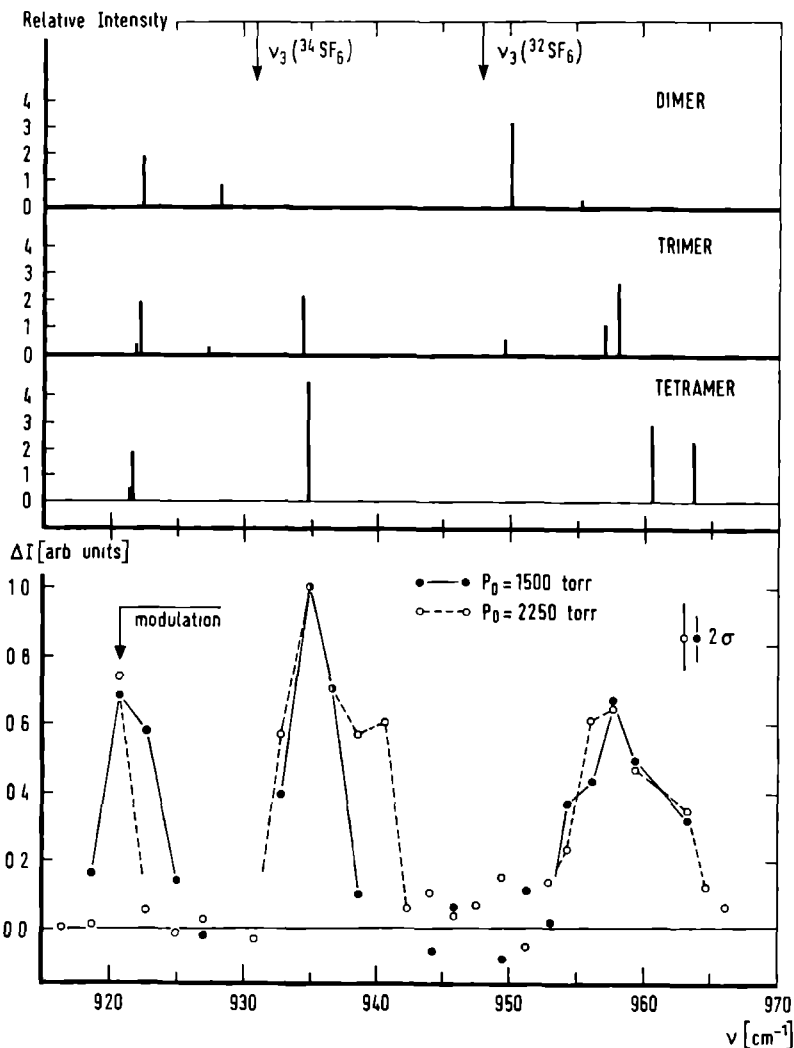 Relative Intensity
ν₃(³⁴SF₆)
ν₃(³²SF₆)
4
3
2
1
0
DIMER
4
3
2
1
0
TRIMER
4
3
2
1
0
TETRAMER
ΔI [arb units]
1 0
0 8
0 6
0 4
0 2
0 0
modulation
P₀ = 1500 torr
P₀ = 2250 torr
2 σ
920
930
940
950
960
970
ν [cm⁻¹]